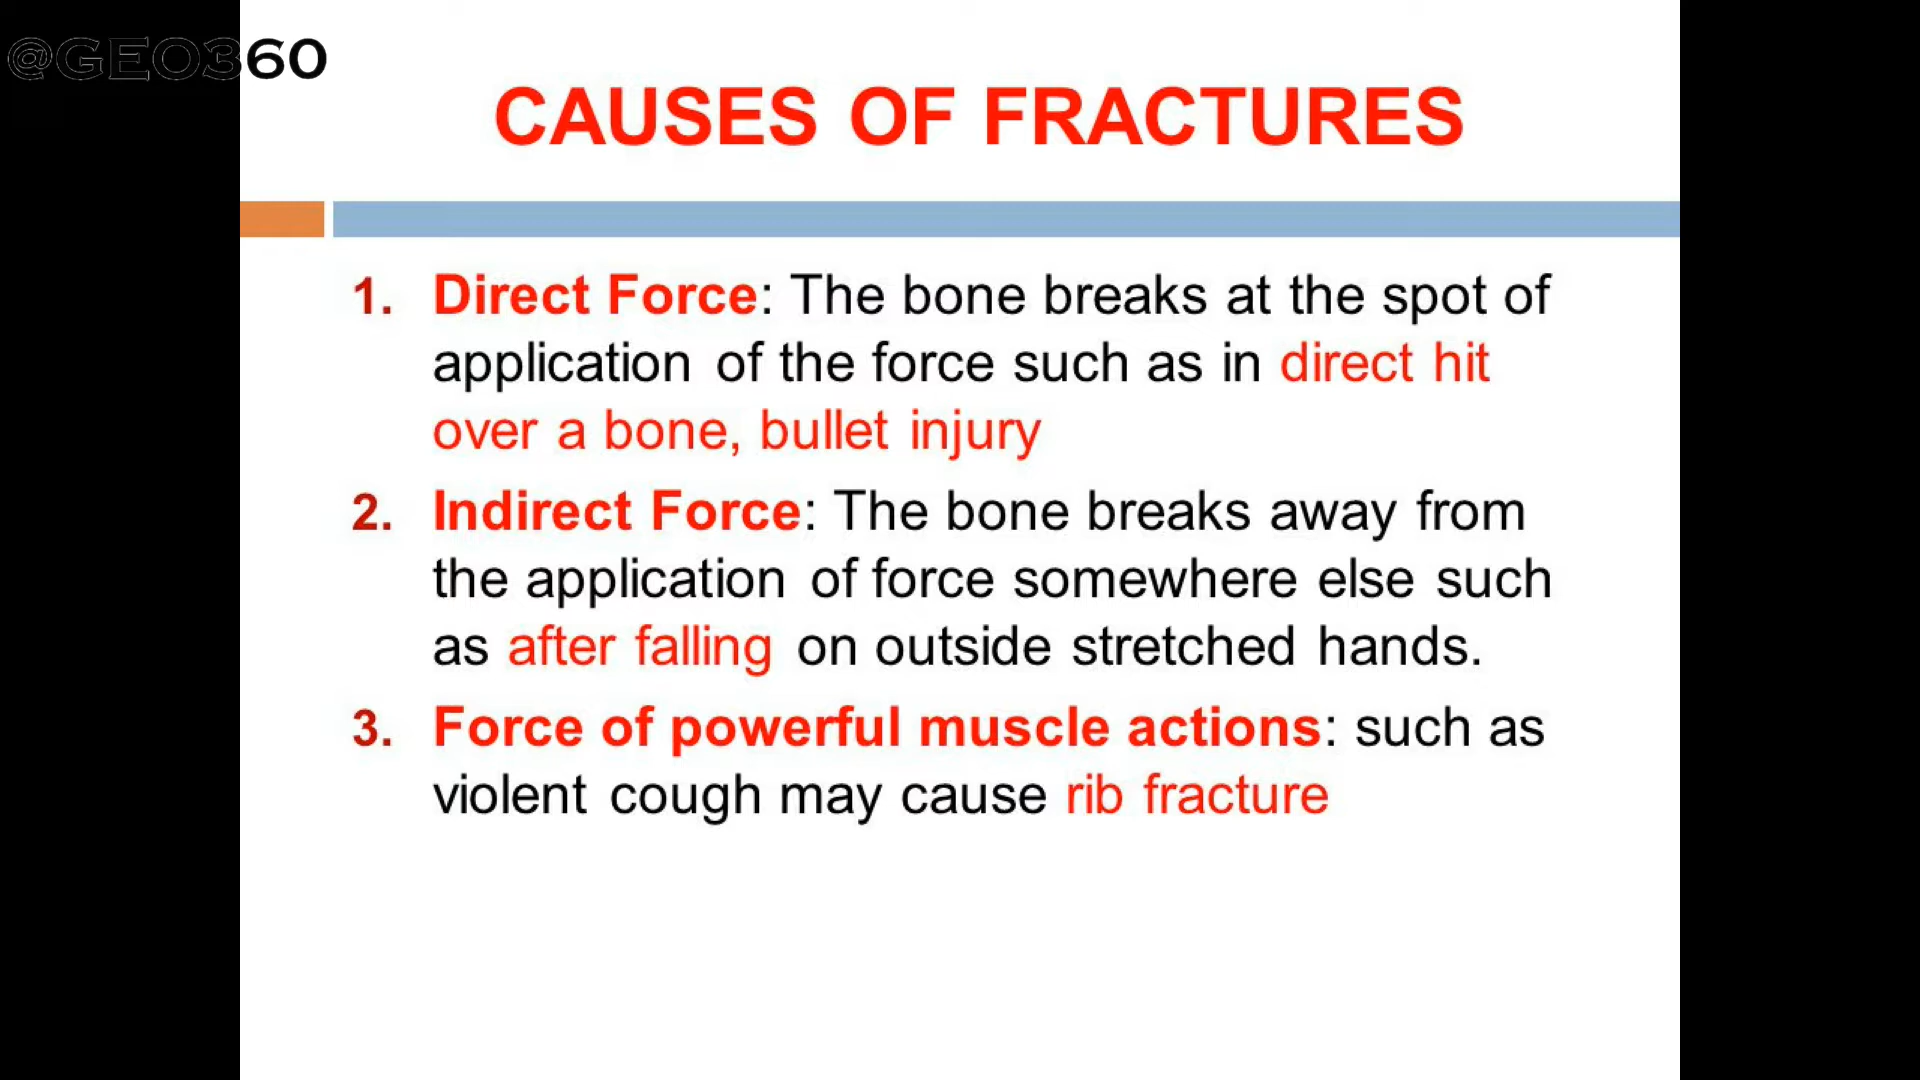 @GEO360
CAUSES OF FRACTURES
1. Direct Force: The bone breaks at the spot of
application of the force such as in direct hit
over a bone, bullet injury
2. Indirect Force: The bone breaks away from
the application of force somewhere else such
as after falling on outside stretched hands.
3. Force of powerful muscle actions: such as
violent cough may cause rib fracture